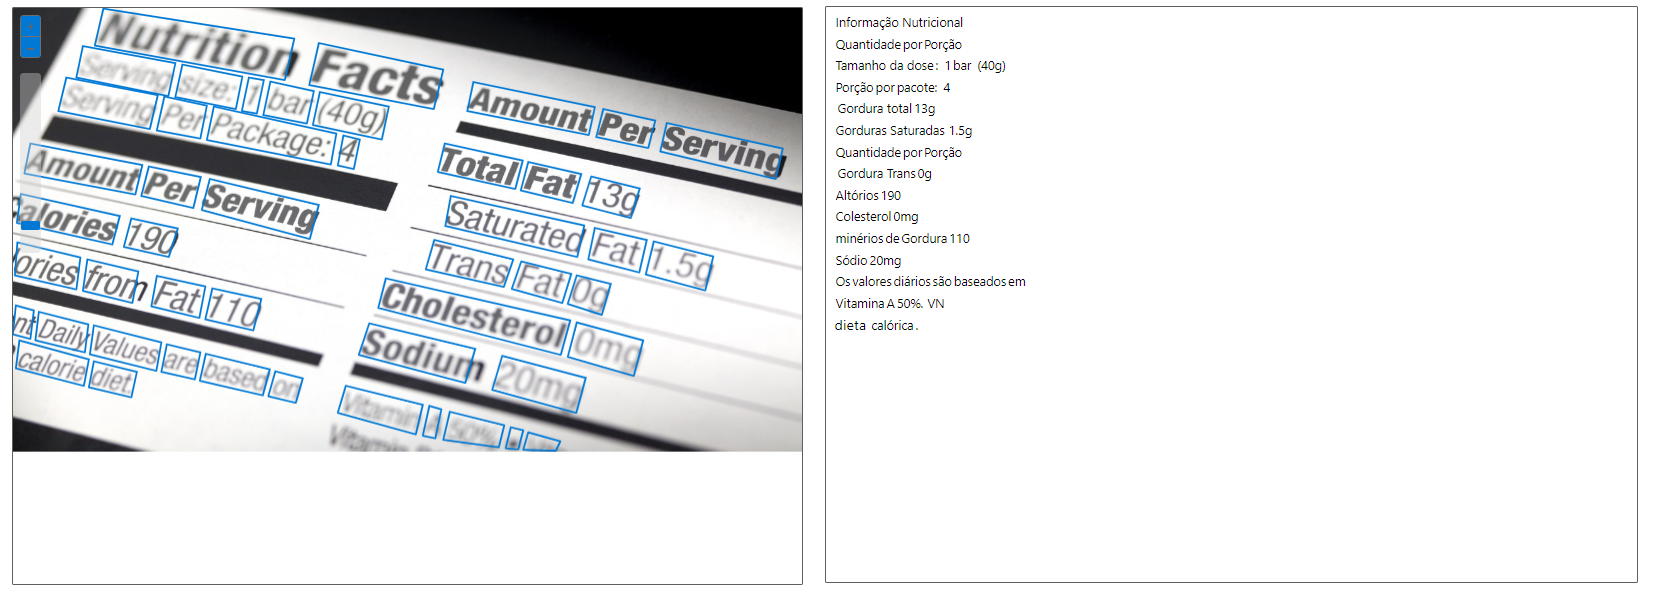 Nutrition Facts
Serving size: 1 bar (40g)
Serving Per Package: 4
Amount Per Serving
alories 190
lories from Fat 110
nt Daily Values are based on
calorie diet.
Amount Per Serving
Total Fat 13g
Saturated Fat 1.5g
Trans Fat 0g
Cholesterol 0mg
Sodium 20mg
Vitamin A 50% •
Vitamin
Informação Nutricional
Quantidade por Porção
Tamanho da dose: 1 bar (40g)
Porção por pacote: 4
Gordura total 13g
Gorduras Saturadas 1.5g
Quantidade por Porção
Gordura Trans 0g
Altórios 190
Colesterol 0mg
minérios de Gordura 110
Sódio 20mg
Os valores diários são baseados em
Vitamina A 50%. VN
dieta calórica.